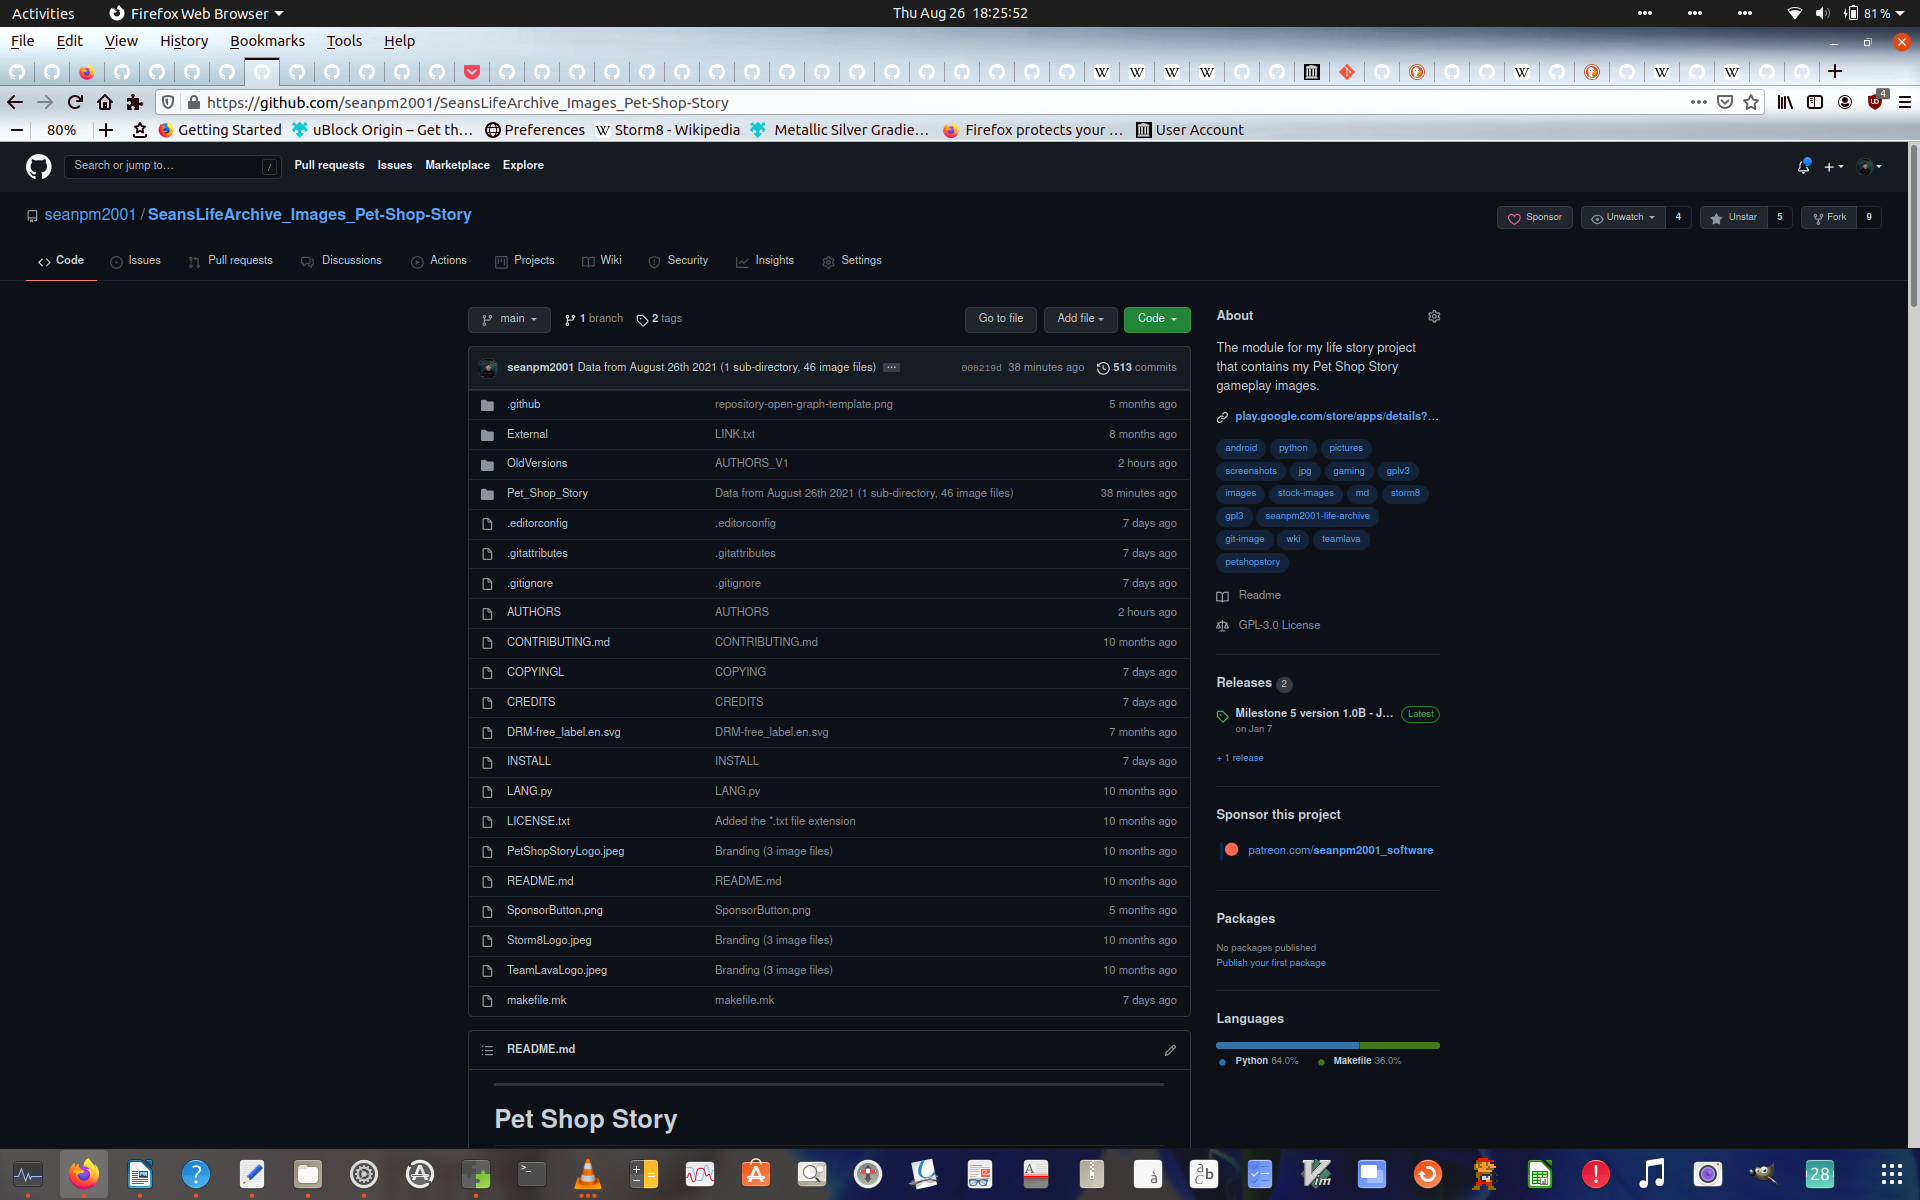 Activities Firefox Web Browser Thu Aug 26 18:25:52 81 %
File Edit View History Bookmarks Tools Help
https://github.com/seanpm2001/SeansLifeArchive_Images_Pet-Shop-Story 4
80% Getting Started uBlock Origin – Get th… Preferences Storm8 - Wikipedia Metallic Silver Gradie… Firefox protects your … User Account
Search or jump to… / Pull requests Issues Marketplace Explore
seanpm2001 / SeansLifeArchive_Images_Pet-Shop-Story Sponsor Unwatch 4 Unstar 5 Fork 9
Code Issues Pull requests Discussions Actions Projects Wiki Security Insights Settings
main 1 branch 2 tags Go to file Add file Code
seanpm2001 Data from August 26th 2021 (1 sub-directory, 46 image files) 008219d 38 minutes ago 513 commits
.github repository-open-graph-template.png 5 months ago
External LINK.txt 8 months ago
OldVersions AUTHORS_V1 2 hours ago
Pet_Shop_Story Data from August 26th 2021 (1 sub-directory, 46 image files) 38 minutes ago
.editorconfig .editorconfig 7 days ago
.gitattributes .gitattributes 7 days ago
.gitignore .gitignore 7 days ago
AUTHORS AUTHORS 2 hours ago
CONTRIBUTING.md CONTRIBUTING.md 10 months ago
COPYINGL COPYING 7 days ago
CREDITS CREDITS 7 days ago
DRM-free_label.en.svg DRM-free_label.en.svg 7 months ago
INSTALL INSTALL 7 days ago
LANG.py LANG.py 10 months ago
LICENSE.txt Added the *.txt file extension 10 months ago
PetShopStoryLogo.jpeg Branding (3 image files) 10 months ago
README.md README.md 10 months ago
SponsorButton.png SponsorButton.png 5 months ago
Storm8Logo.jpeg Branding (3 image files) 10 months ago
TeamLavaLogo.jpeg Branding (3 image files) 10 months ago
makefile.mk makefile.mk 7 days ago
README.md
Pet Shop Story
About
The module for my life story project
that contains my Pet Shop Story
gameplay images.
play.google.com/store/apps/details?…
android python pictures
screenshots jpg gaming gplv3
images stock-images md storm8
gpl3 seanpm2001-life-archive
git-image wki teamlava
petshopstory
Readme
GPL-3.0 License
Releases 2
Milestone 5 version 1.0B - J… Latest
on Jan 7
+ 1 release
Sponsor this project
patreon.com/seanpm2001_software
Packages
No packages published
Publish your first package
Languages
Python 64.0% Makefile 36.0%
28